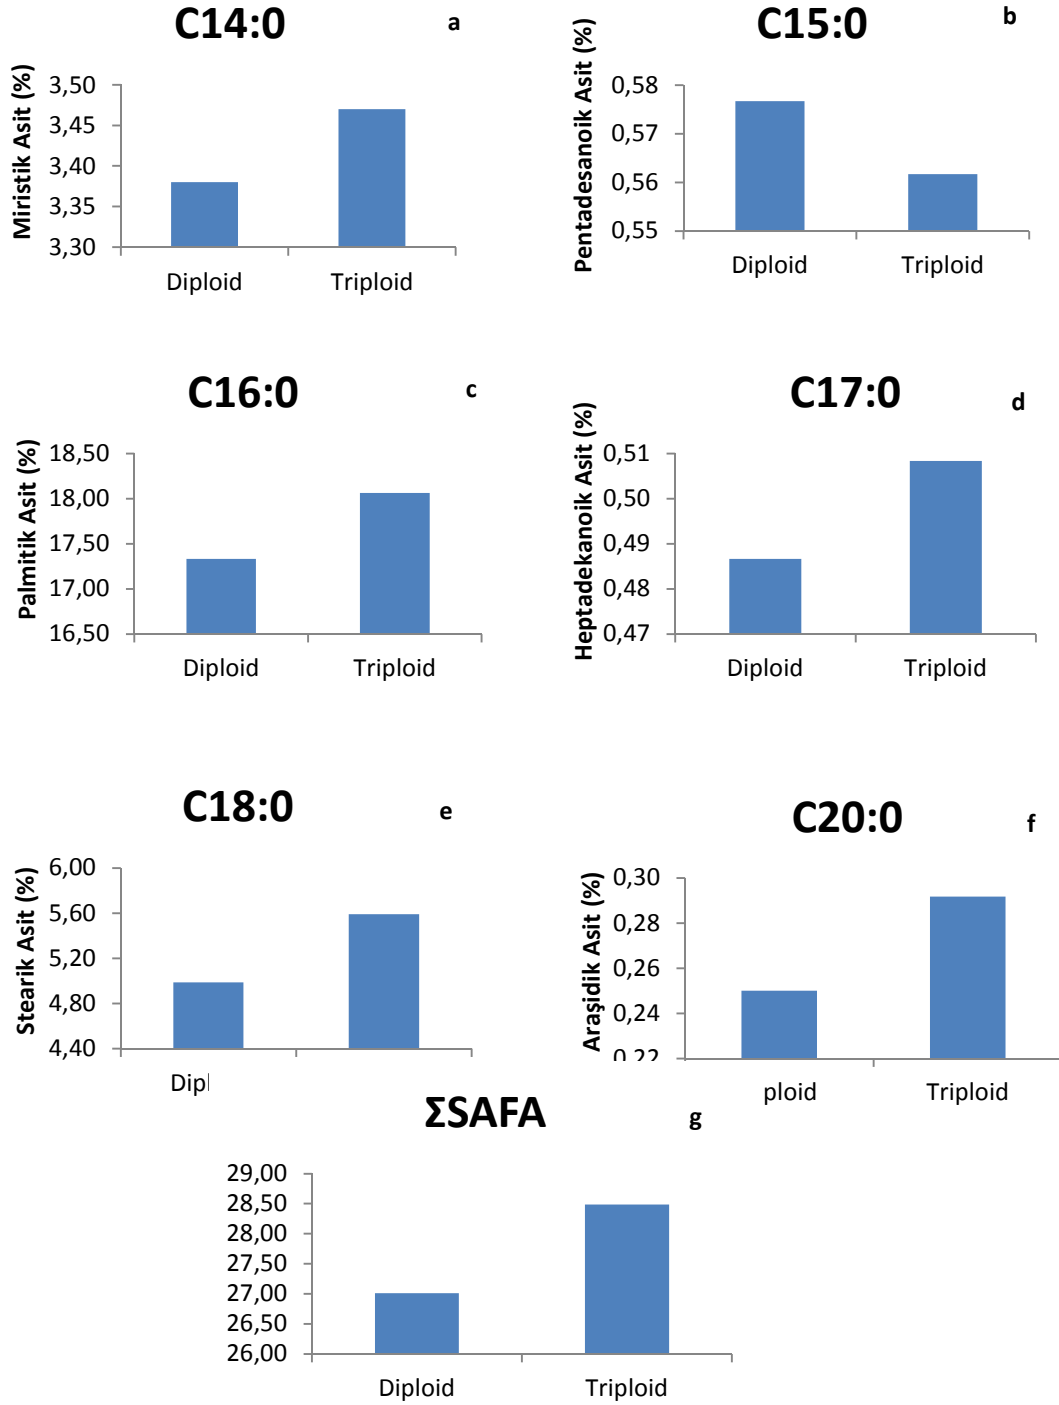 C14:0
a
Miristik Asit (%)
3,50
3,45
3,40
3,35
3,30
Diploid
Triploid
C15:0
b
Pentadesanoik Asit (%)
0,58
0,57
0,56
0,55
Diploid
Triploid
C16:0
c
Palmitik Asit (%)
18,50
18,00
17,50
17,00
16,50
Diploid
Triploid
C17:0
d
Heptadekanoik Asit (%)
0,51
0,50
0,49
0,48
0,47
Diploid
Triploid
C18:0
e
Stearik Asit (%)
6,00
5,60
5,20
4,80
4,40
Dipl
C20:0
f
Araşidik Asit (%)
0,30
0,28
0,26
0,24
0,22
ploid
Triploid
ΣSAFA
g
29,00
28,50
28,00
27,50
27,00
26,50
26,00
Diploid
Triploid